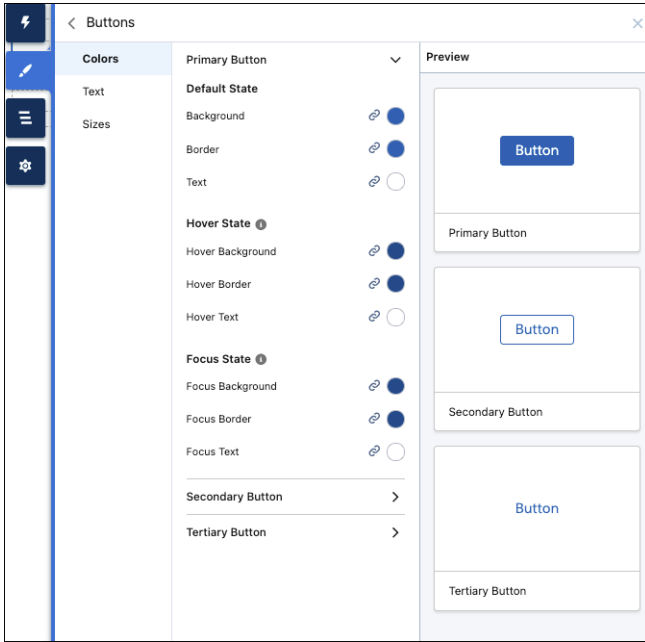 Buttons
Colors
Text
Sizes
Primary Button
Default State
Background
Border
Text
Hover State
Hover Background
Hover Border
Hover Text
Focus State
Focus Background
Focus Border
Focus Text
Secondary Button
Tertiary Button
Preview
Button
Primary Button
Button
Secondary Button
Button
Tertiary Button